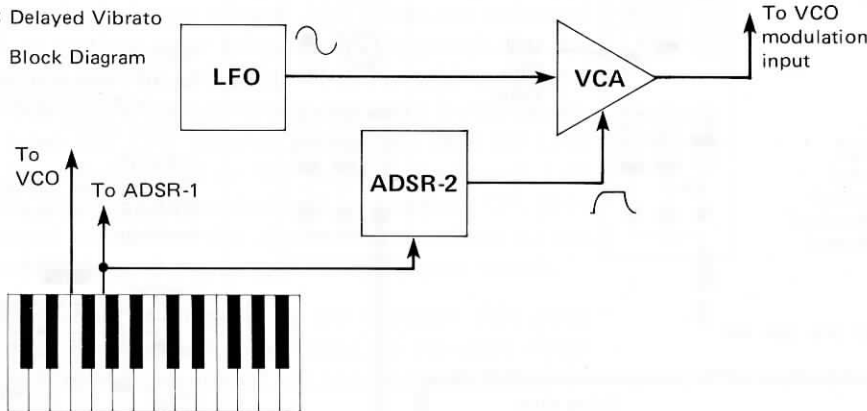 Delayed Vibrato
Block Diagram
LFO
VCA
To VCO
modulation
input
To
VCO
To ADSR-1
ADSR-2